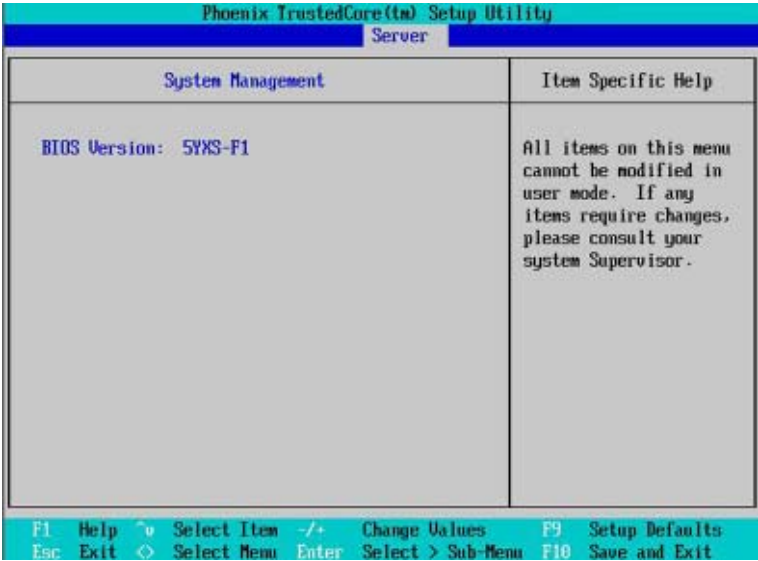 Phoenix TrustedCore(tm) Setup Utility
Server
System Management
Item Specific Help
BIOS Version: 5YXS-F1
All items on this menu
cannot be modified in
user mode. If any
items require changes,
please consult your
system Supervisor.
F1 Help ^v Select Item -/+ Change Values F9 Setup Defaults
Esc Exit <> Select Menu Enter Select > Sub-Menu F10 Save and Exit